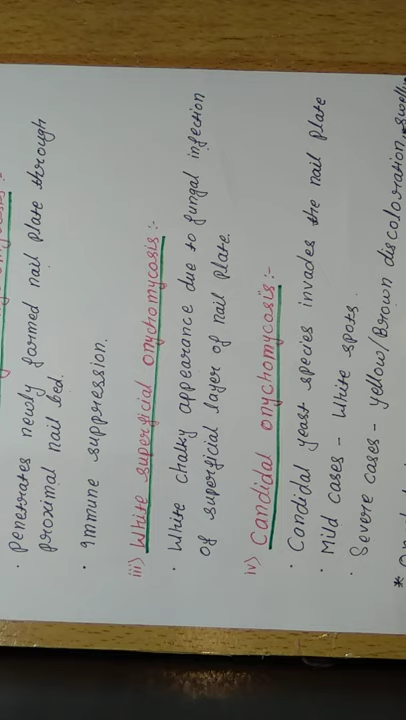 • Penetrates newly formed nail plate through
proximal nail bed.
• Immune suppression.
iii) White superficial onychomycosis :-
• White chalky appearance due to fungal infection
of superficial layer of nail plate.
iv) Candidal onychomycosis :-
• Candidal yeast species invades the nail plate
• Mild cases - White spots.
• Severe cases - yellow/Brown discoloration, swelling
*